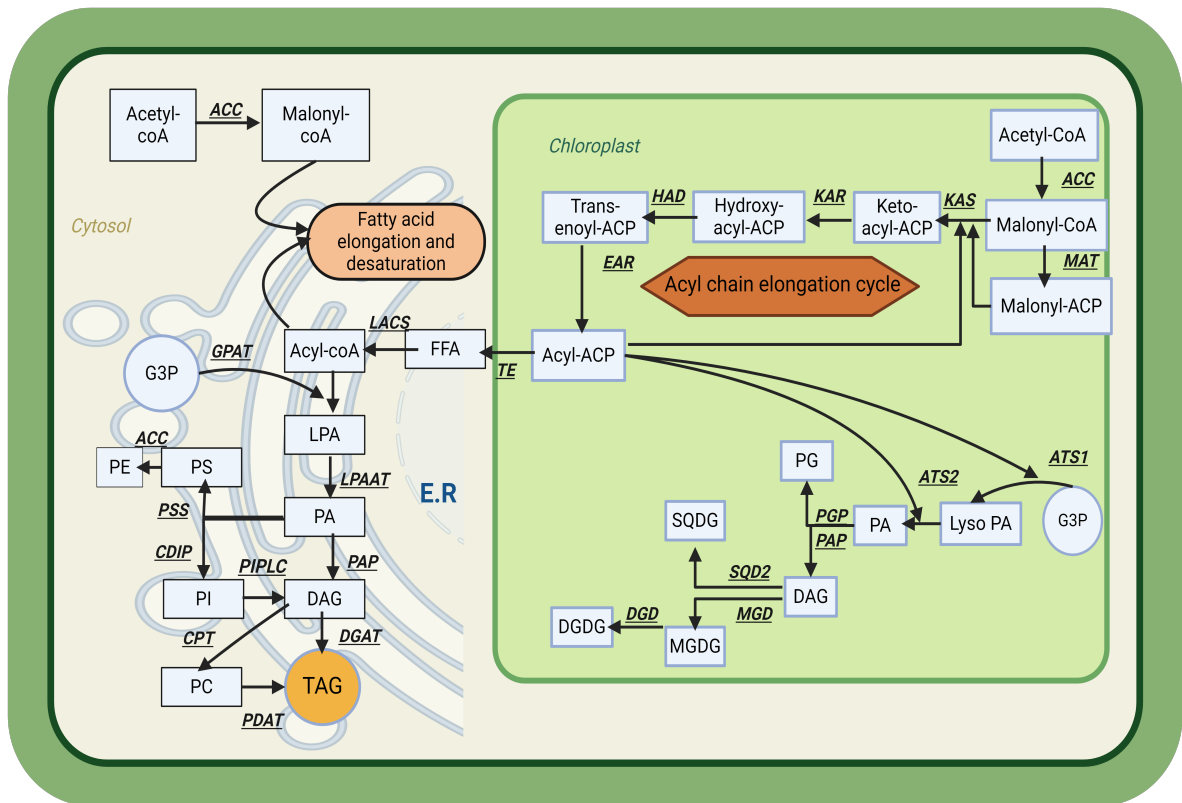 Acetyl-
coA
ACC
Malonyl-
coA
Cytosol
Fatty acid
elongation and
desaturation
LACS
GPAT
G3P
Acyl-coA
FFA
TE
LPA
ACC
PE
PS
LPAAT
E.R
PSS
PA
CDIP
PIPLC
PAP
PI
DAG
CPT
DGAT
PC
TAG
PDAT
Chloroplast
Acetyl-CoA
ACC
HAD
KAR
KAS
Trans-
enoyl-ACP
Hydroxy-
acyl-ACP
Keto-
acyl-ACP
Malonyl-CoA
EAR
MAT
Acyl chain elongation cycle
Malonyl-ACP
Acyl-ACP
PG
ATS2
ATS1
SQDG
PGP
PA
Lyso PA
G3P
PAP
SQD2
DAG
DGDG
DGD
MGD
MGDG